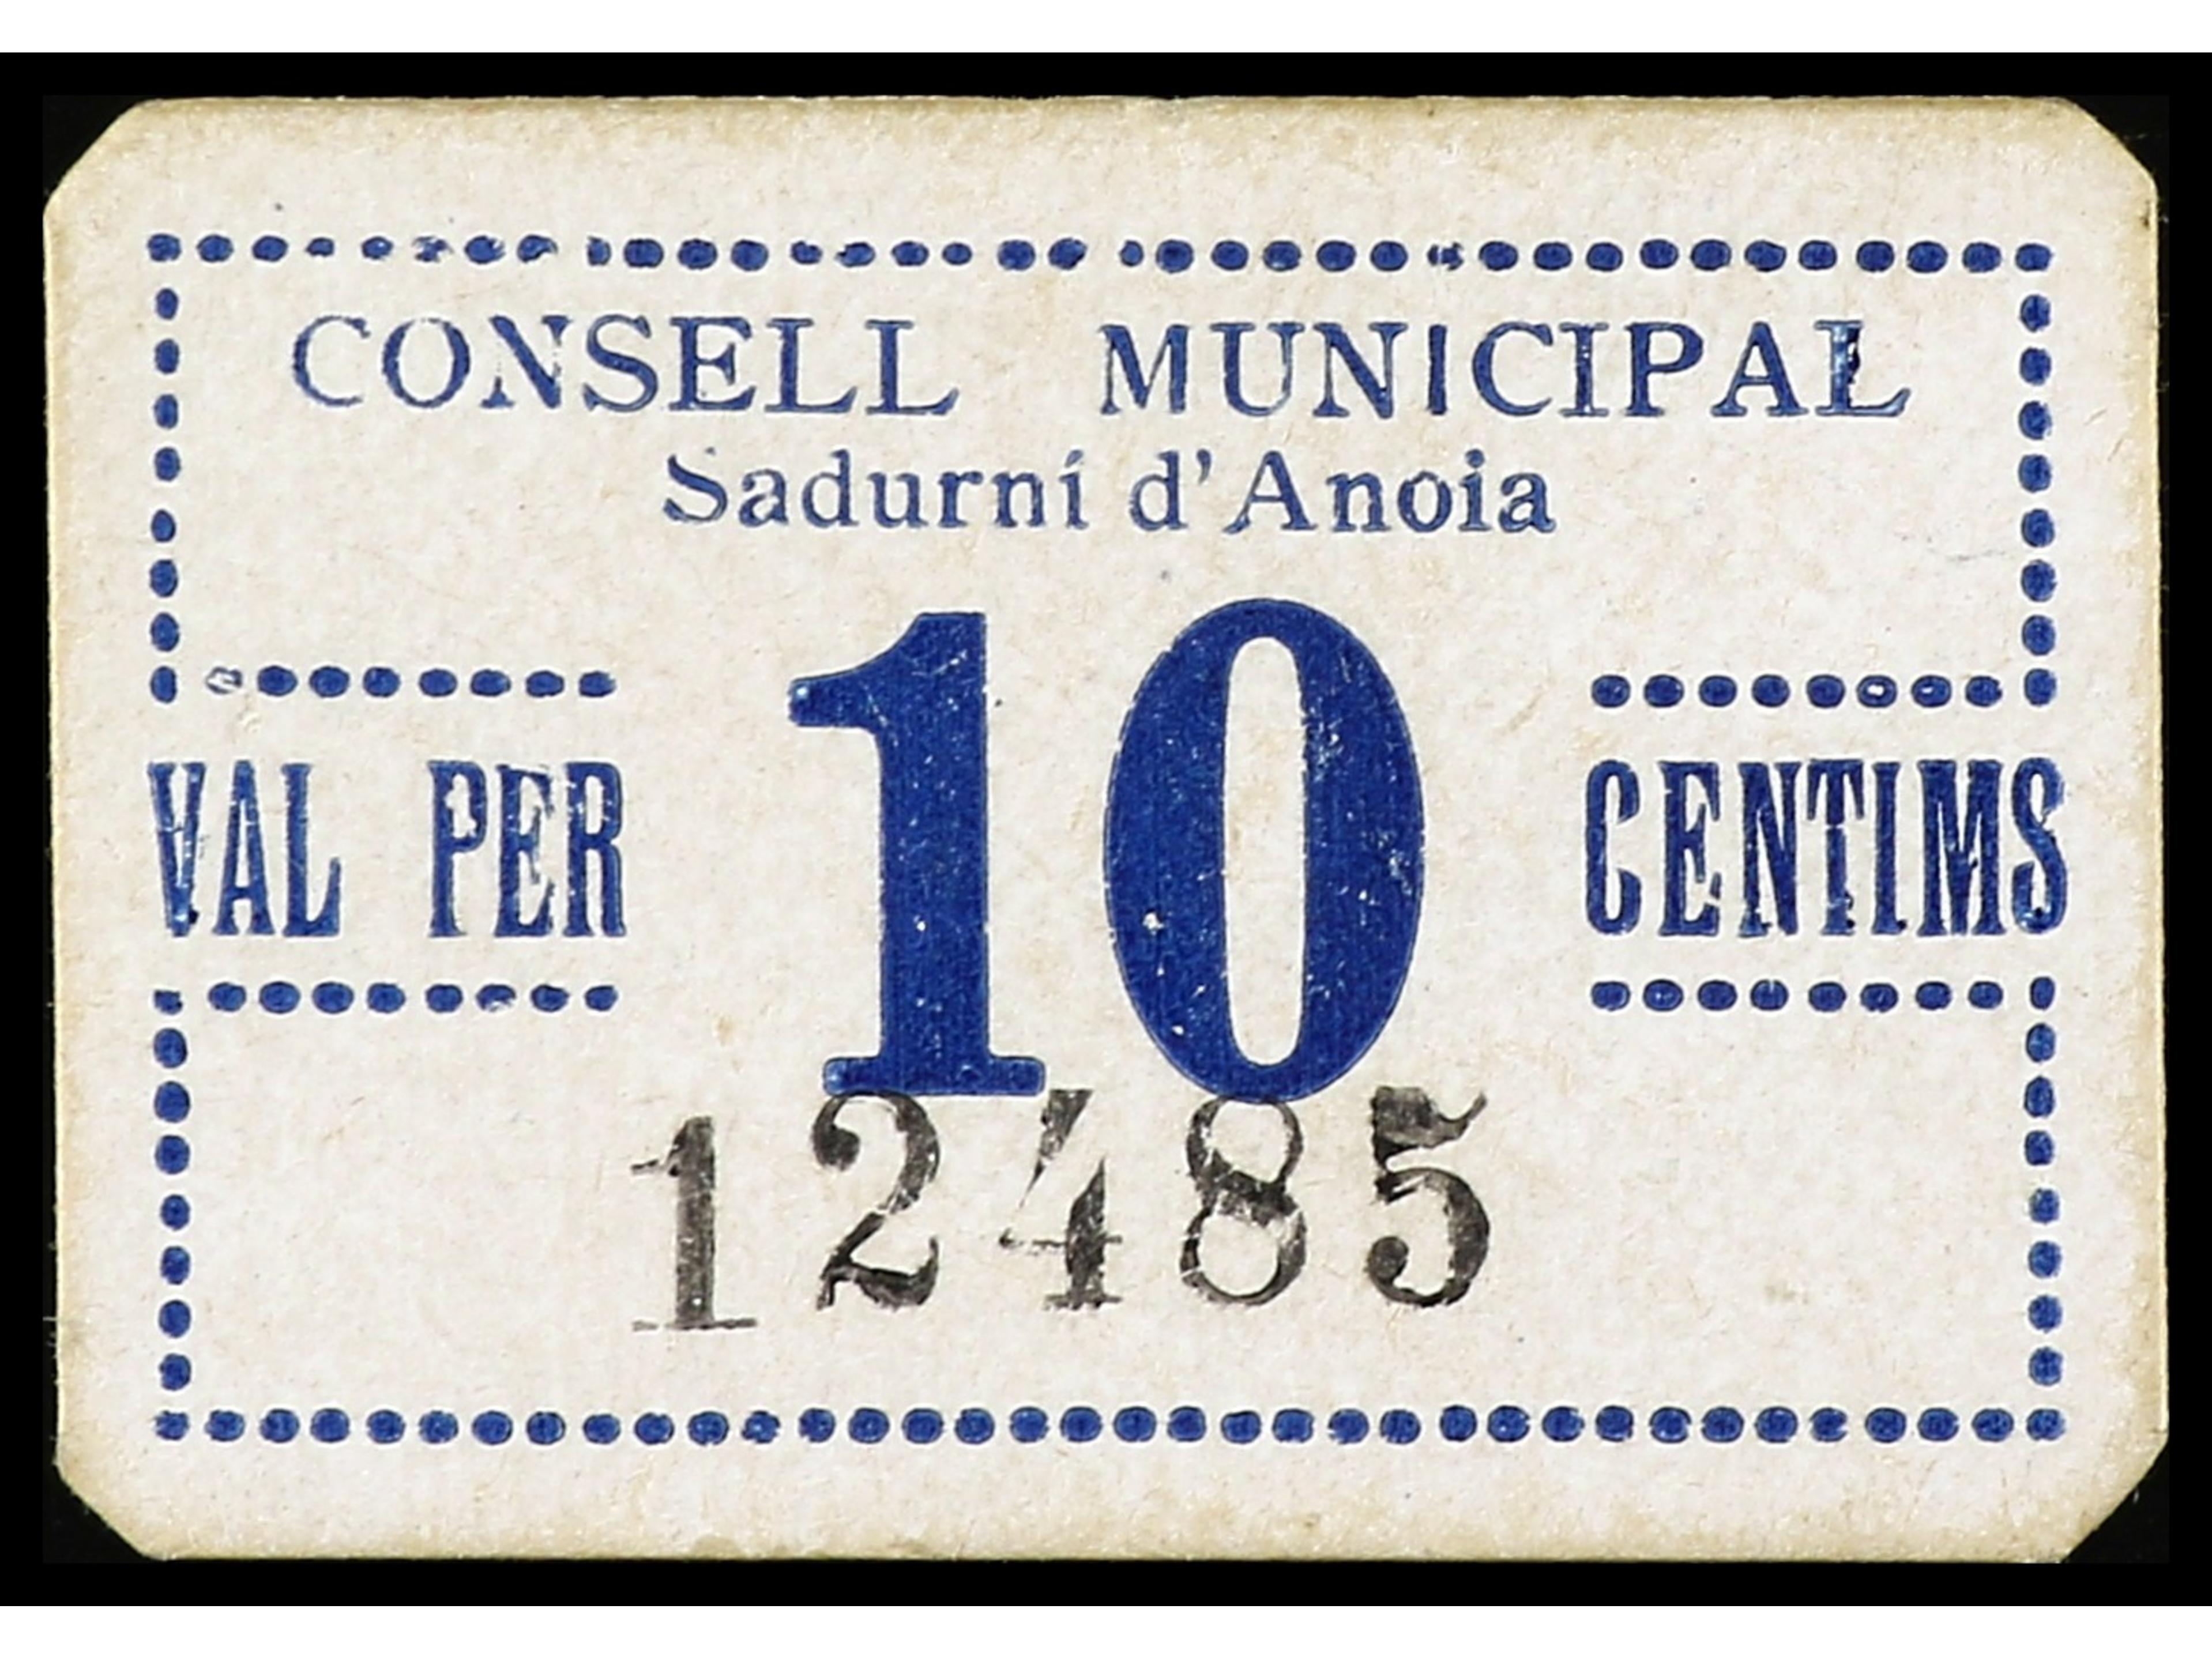 CONSELL MUNICIPAL
Sadurní d'Anoia
VAL PER 10 CENTIMS
12485